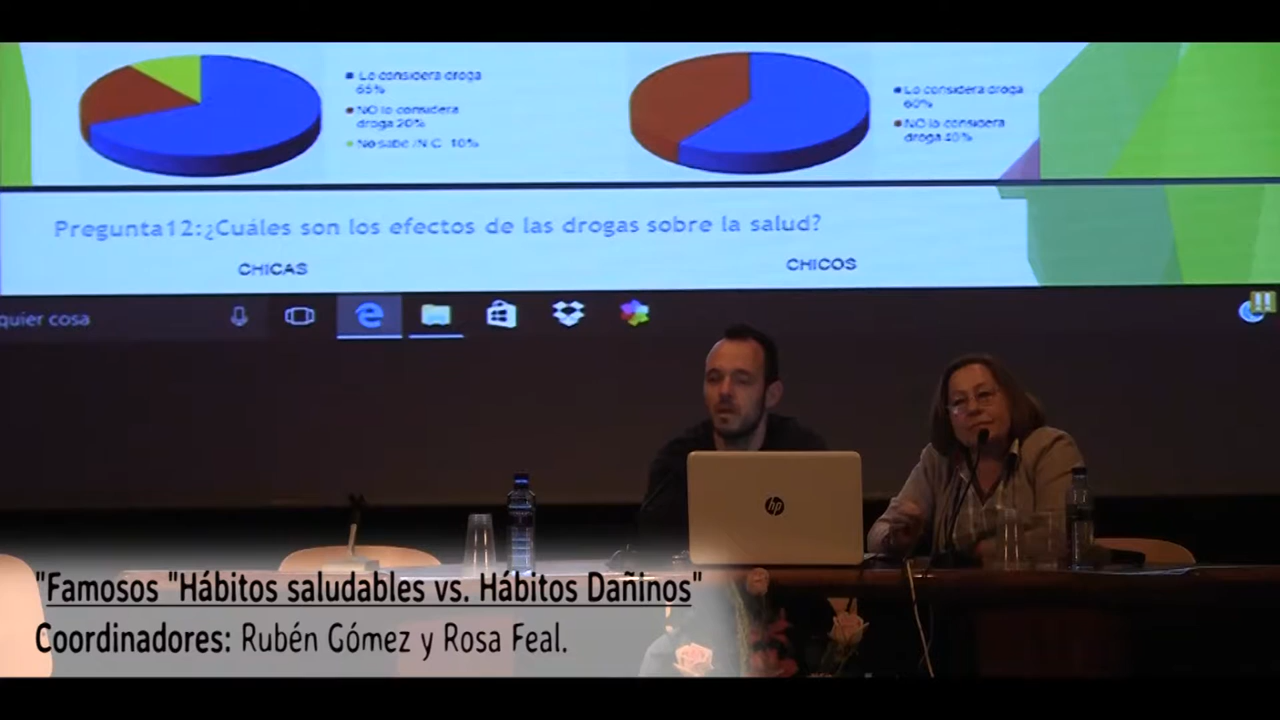 Lo considera droga
65%
NO lo considera
droga 20%
No sabe /N.C. 10%
Lo considera droga
60%
NO lo considera
droga 40%
Pregunta12:¿Cuáles son los efectos de las drogas sobre la salud?
CHICAS
CHICOS
quier cosa
hp
"Famosos "Hábitos saludables vs. Hábitos Dañinos"
Coordinadores: Rubén Gómez y Rosa Feal.